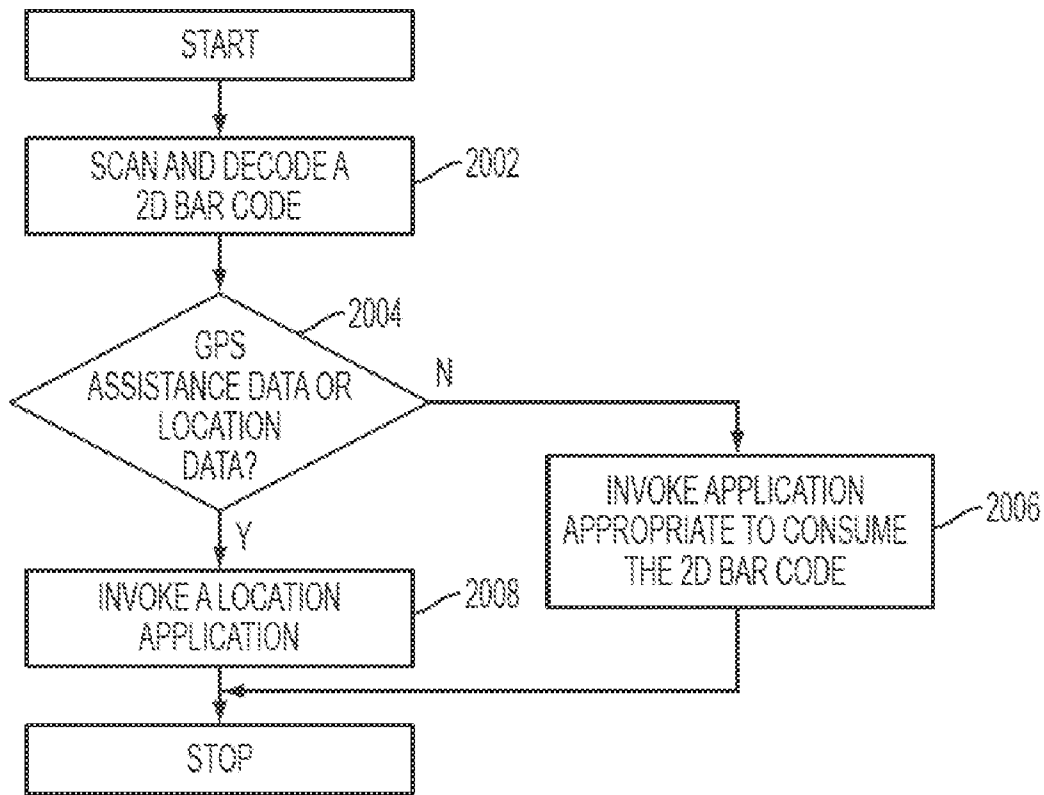 START
SCAN AND DECODE A
2D BAR CODE
2002
2004
GPS
ASSISTANCE DATA OR
LOCATION
DATA?
N
Y
INVOKE APPLICATION
APPROPRIATE TO CONSUME
THE 2D BAR CODE
2006
INVOKE A LOCATION
APPLICATION
2008
STOP